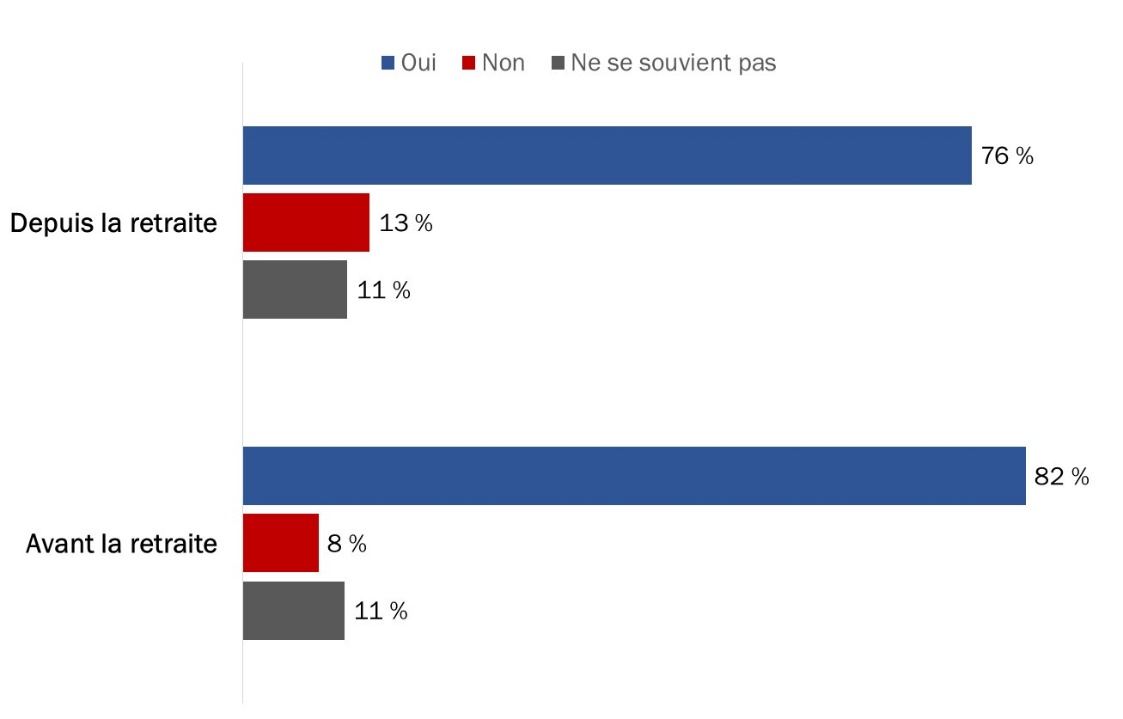 Oui Non Ne se souvient pas
76 %
Depuis la retraite 13 %
11 %
82 %
Avant la retraite 8 %
11 %